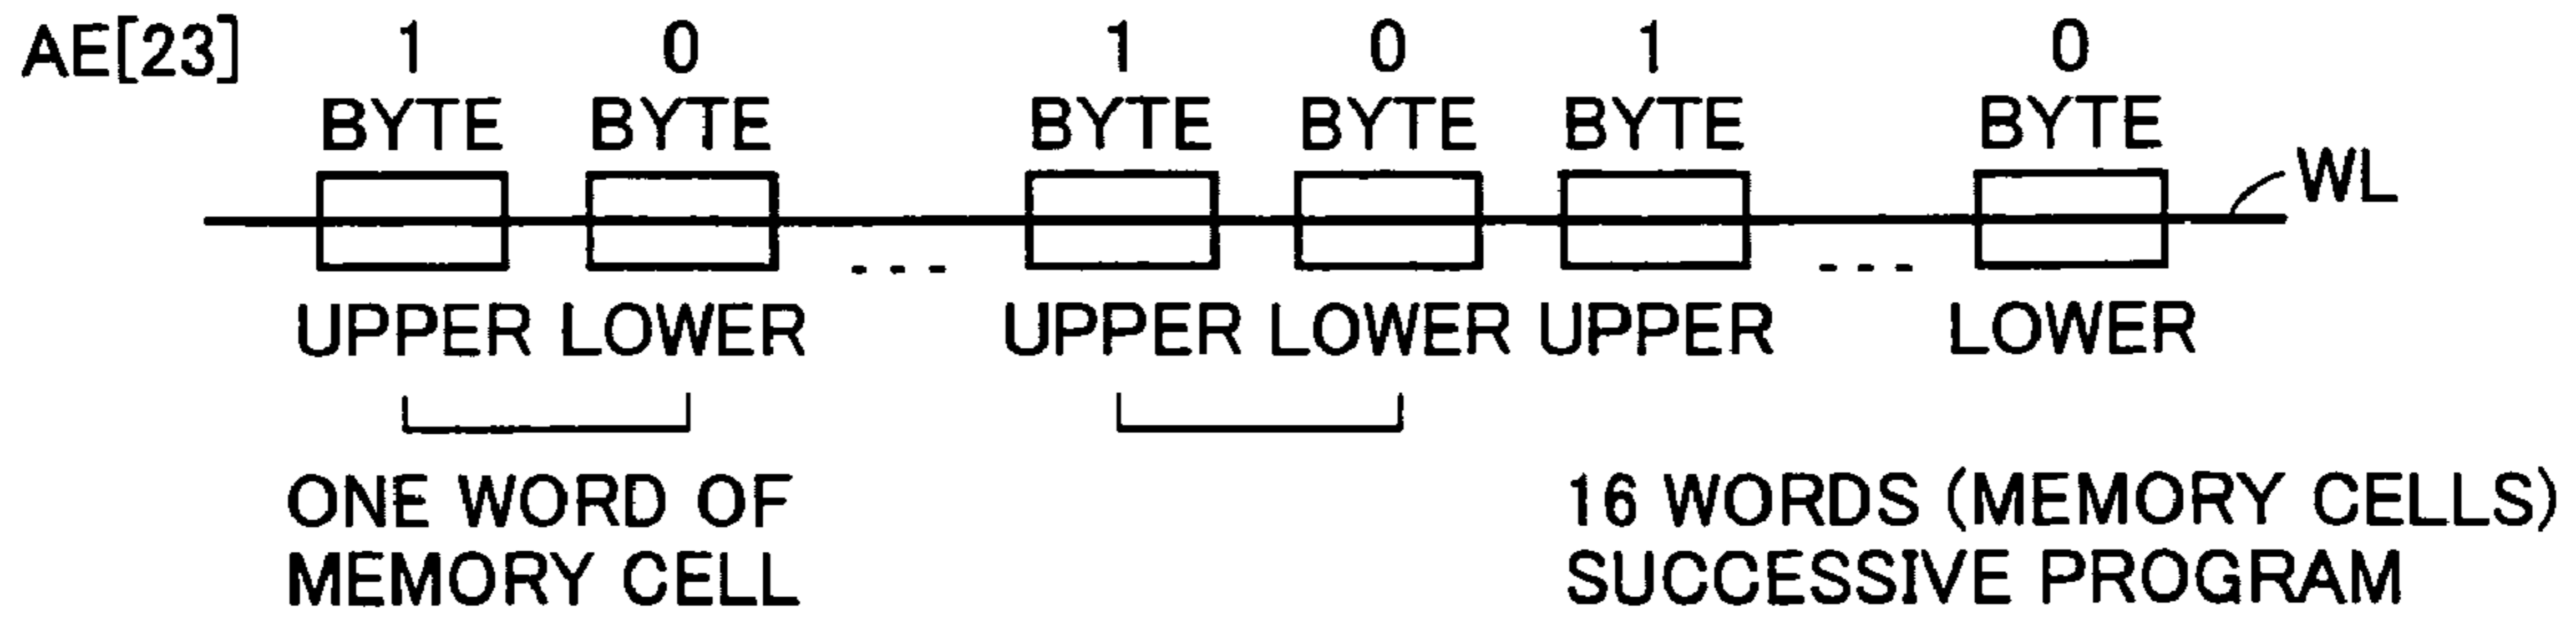 AE[23] 1 0 1 0 1 0
BYTE BYTE BYTE BYTE BYTE BYTE
WL
UPPER LOWER UPPER LOWER UPPER LOWER
ONE WORD OF
MEMORY CELL
16 WORDS (MEMORY CELLS)
SUCCESSIVE PROGRAM